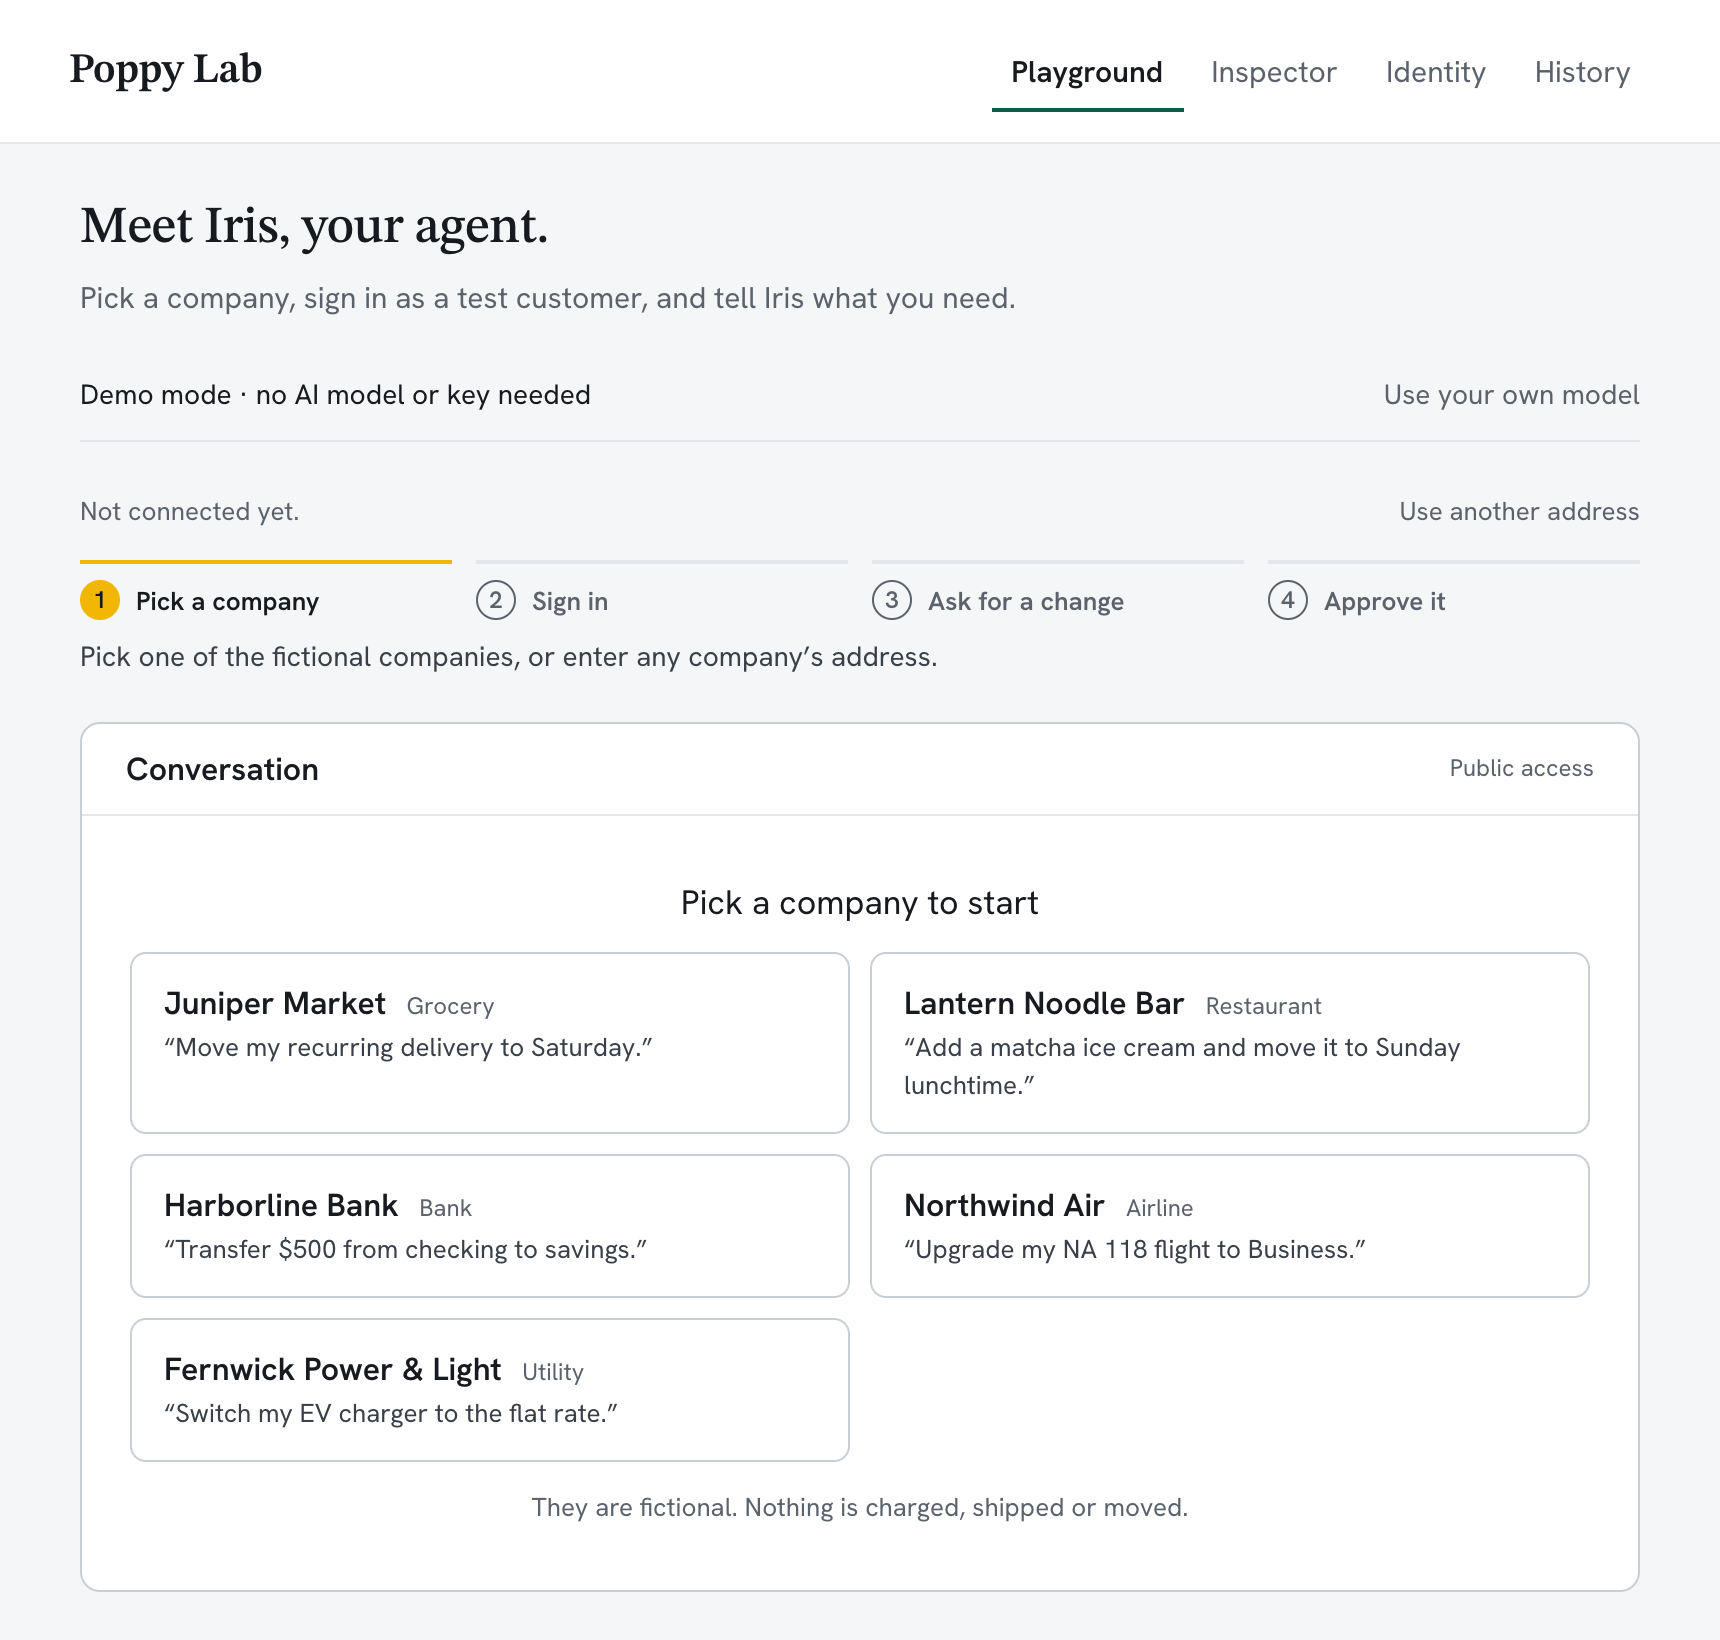 Poppy Lab
Playground
Inspector
Identity
History
Meet Iris, your agent.
Pick a company, sign in as a test customer, and tell Iris what you need.
Demo mode · no AI model or key needed
Use your own model
Not connected yet.
Use another address
1 Pick a company
2 Sign in
3 Ask for a change
4 Approve it
Pick one of the fictional companies, or enter any company’s address.
Conversation
Public access
Pick a company to start
Juniper Market Grocery
“Move my recurring delivery to Saturday.”
Lantern Noodle Bar Restaurant
“Add a matcha ice cream and move it to Sunday
lunchtime.”
Harborline Bank Bank
“Transfer $500 from checking to savings.”
Northwind Air Airline
“Upgrade my NA 118 flight to Business.”
Fernwick Power & Light Utility
“Switch my EV charger to the flat rate.”
They are fictional. Nothing is charged, shipped or moved.